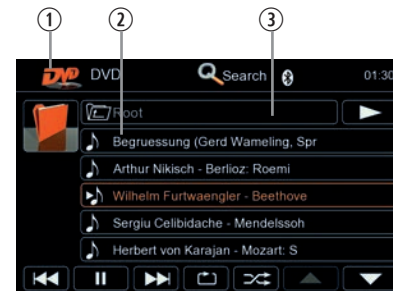 1 2 3
DVD DVD Search 01:30
Root
Begruessung (Gerd Wameling, Spr
Arthur Nikisch - Berlioz: Roemi
Wilhelm Furtwaengler - Beethove
Sergiu Celibidache - Mendelssoh
Herbert von Karajan - Mozart: S